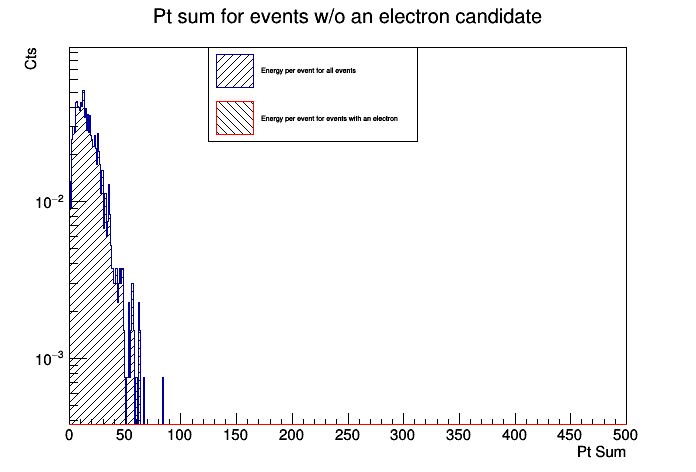 Pt sum for events w/o an electron candidate
Cts
Energy per event for all events
Energy per event for events with an electron
10−2
10−3
0 50 100 150 200 250 300 350 400 450 500
Pt Sum